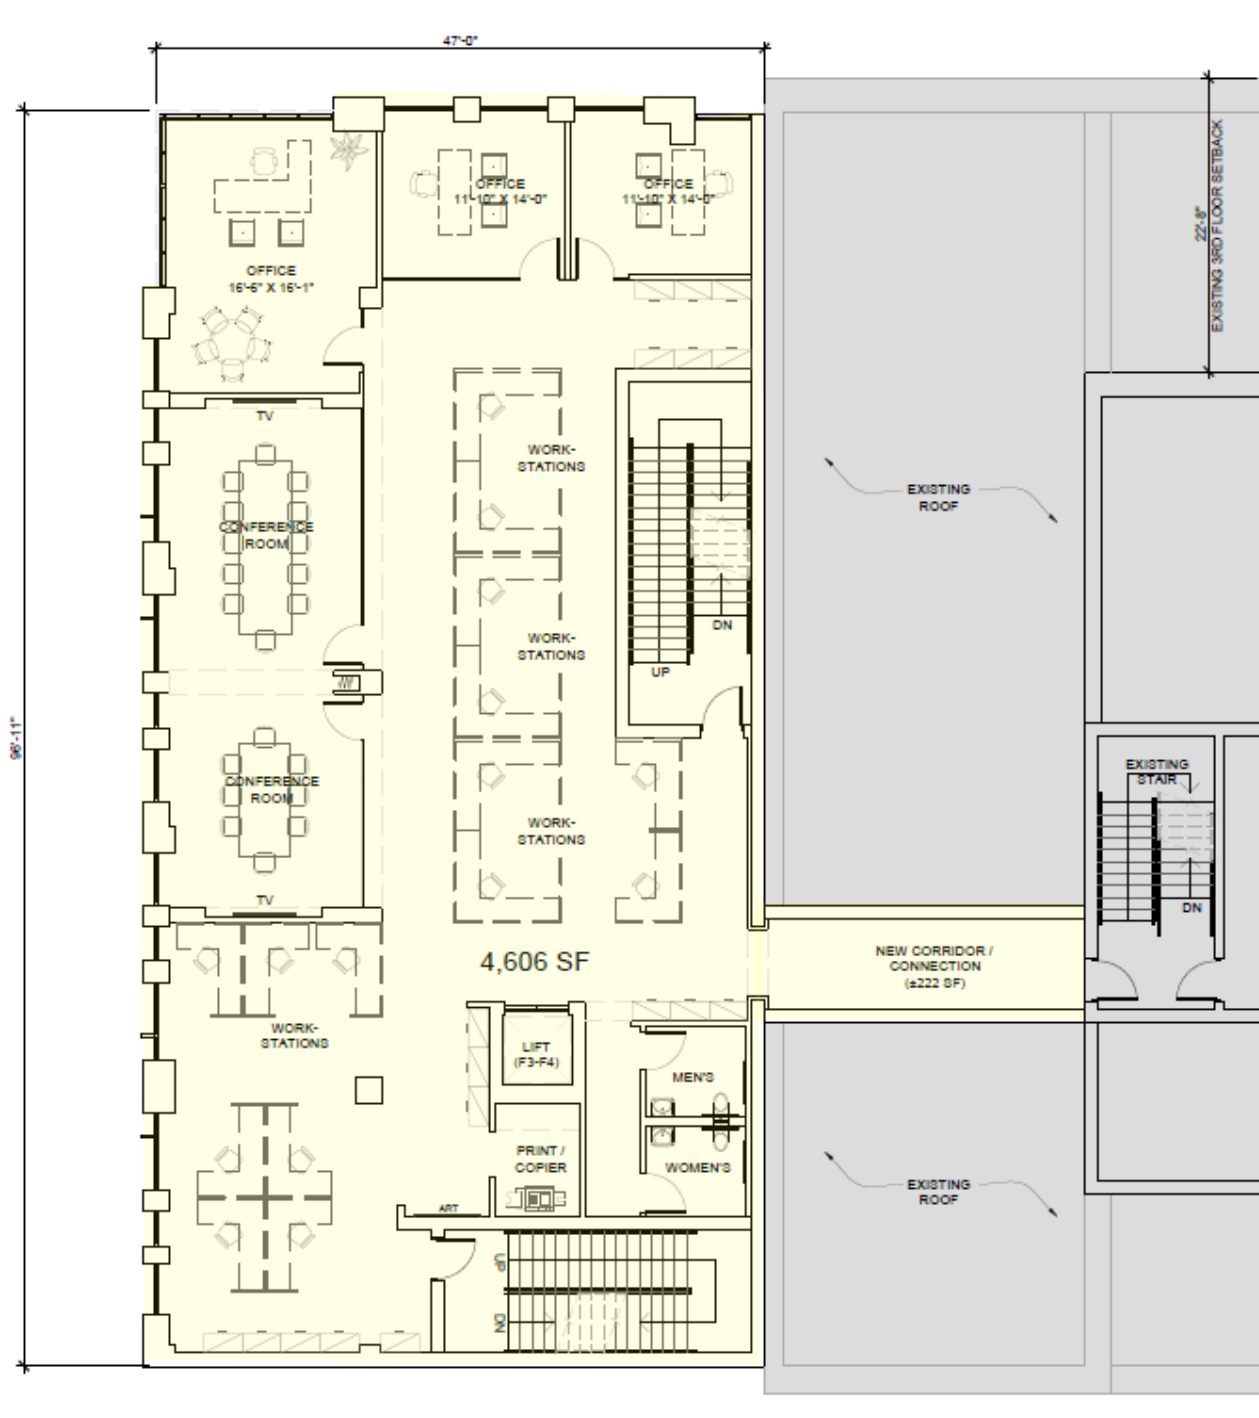 47'-0"
96'-11"
22'-8"
EXISTING 3RD FLOOR SETBACK
OFFICE
11'-10" X 14'-0"
OFFICE
11'-10" X 14'-0"
OFFICE
16'-6" X 16'-1"
TV
CONFERENCE
ROOM
WORK-
STATIONS
WORK-
STATIONS
WORK-
STATIONS
UP
DN
EXISTING
ROOF
CONFERENCE
ROOM
TV
EXISTING
STAIR
DN
4,606 SF
NEW CORRIDOR /
CONNECTION
(±222 SF)
WORK-
STATIONS
LIFT
(F3-F4)
MEN'S
PRINT /
COPIER
WOMEN'S
ART
UP
DN
EXISTING
ROOF